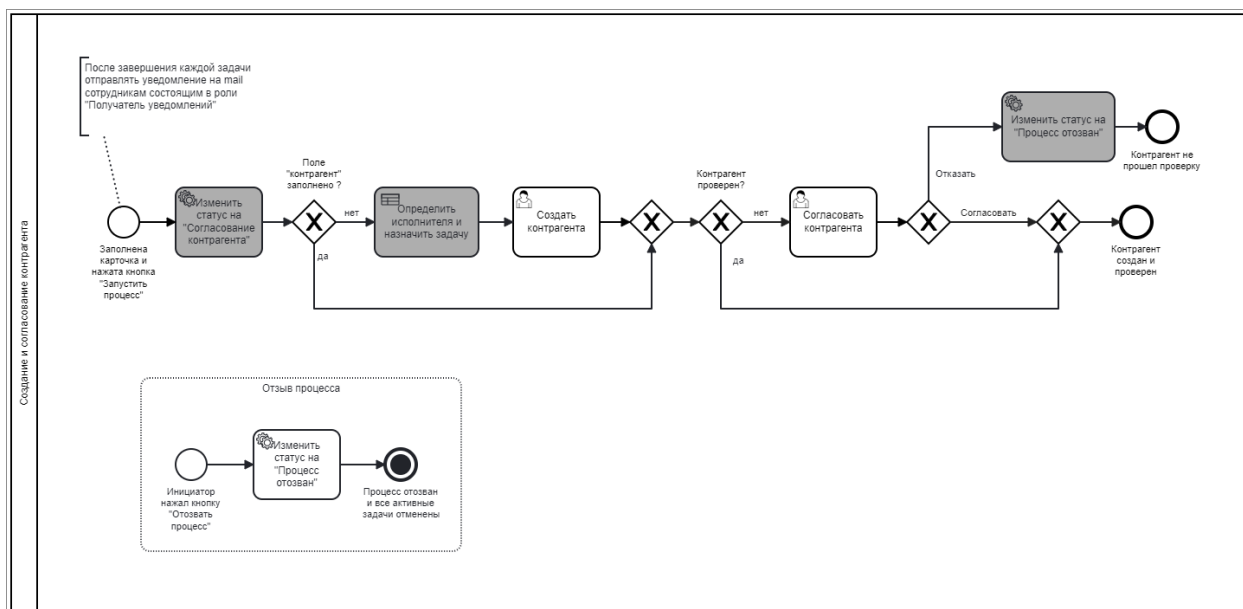 Создание и согласование контрагента
После завершения каждой задачи
отправлять уведомление на mail
сотрудникам состоящим в роли
"Получатель уведомлений"
Заполнена
карточка и
нажата кнопка
"Запустить
процесс"
Изменить
статус на
"Согласование
контрагента"
Поле
"контрагент"
заполнено ?
нет
да
Определить
исполнителя и
назначить задачу
Создать
контрагента
Контрагент
проверен?
нет
да
Согласовать
контрагента
Отказать
Согласовать
Изменить статус на
"Процесс отозван"
Контрагент не
прошел проверку
Контрагент
создан и
проверен
Отзыв процесса
Инициатор
нажал кнопку
"Отозвать
процесс"
Изменить
статус на
"Процесс
отозван"
Процесс отозван
и все активные
задачи отменены